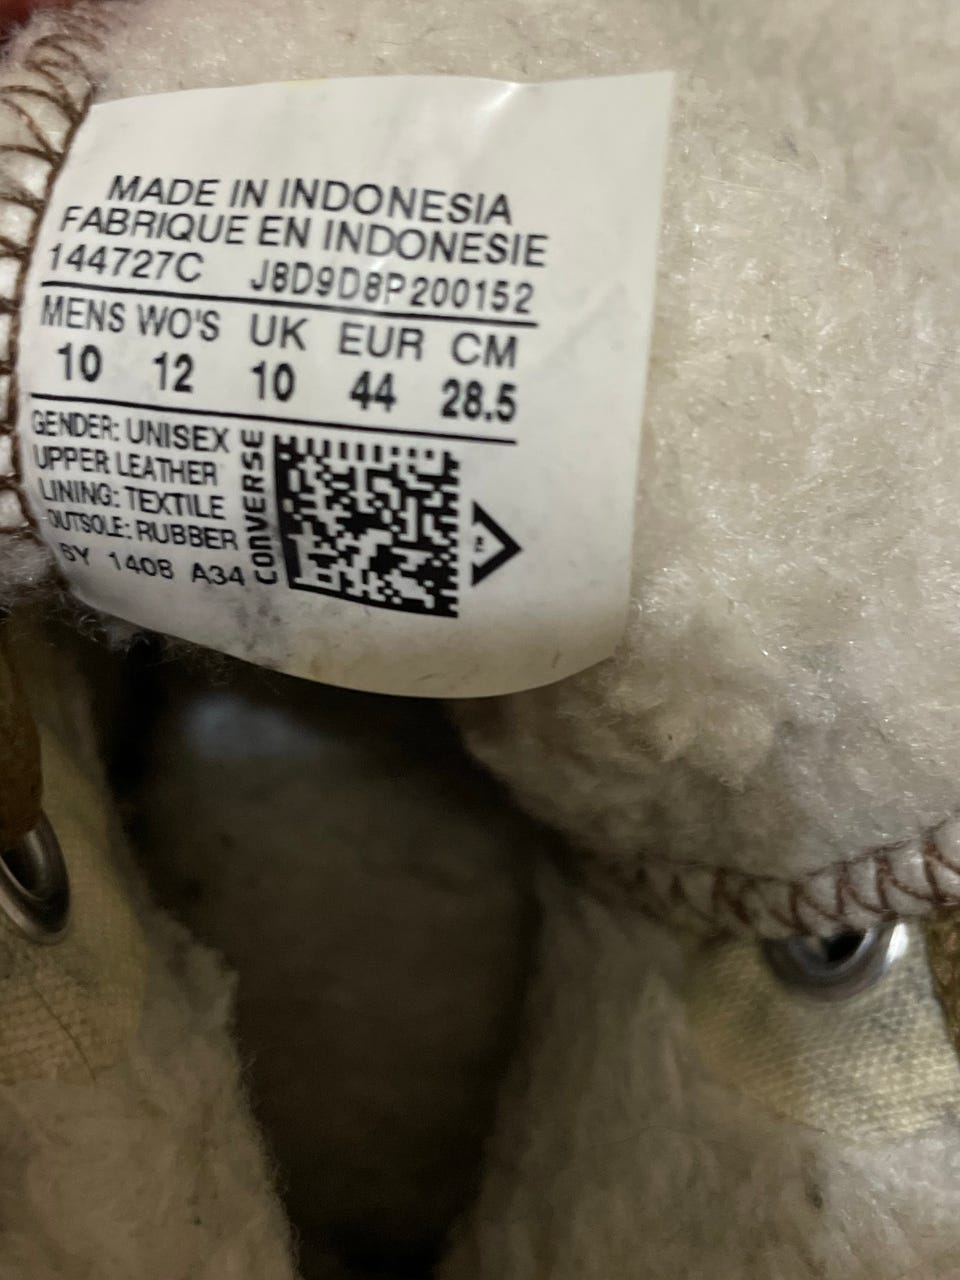 MADE IN INDONESIA
FABRIQUE EN INDONESIE
144727C J8D9D8P200152
MENS WO'S UK EUR CM
10 12 10 44 28.5
GENDER: UNISEX
UPPER LEATHER
LINING: TEXTILE
OUTSOLE: RUBBER
SY 1408 A34
CONVERSE